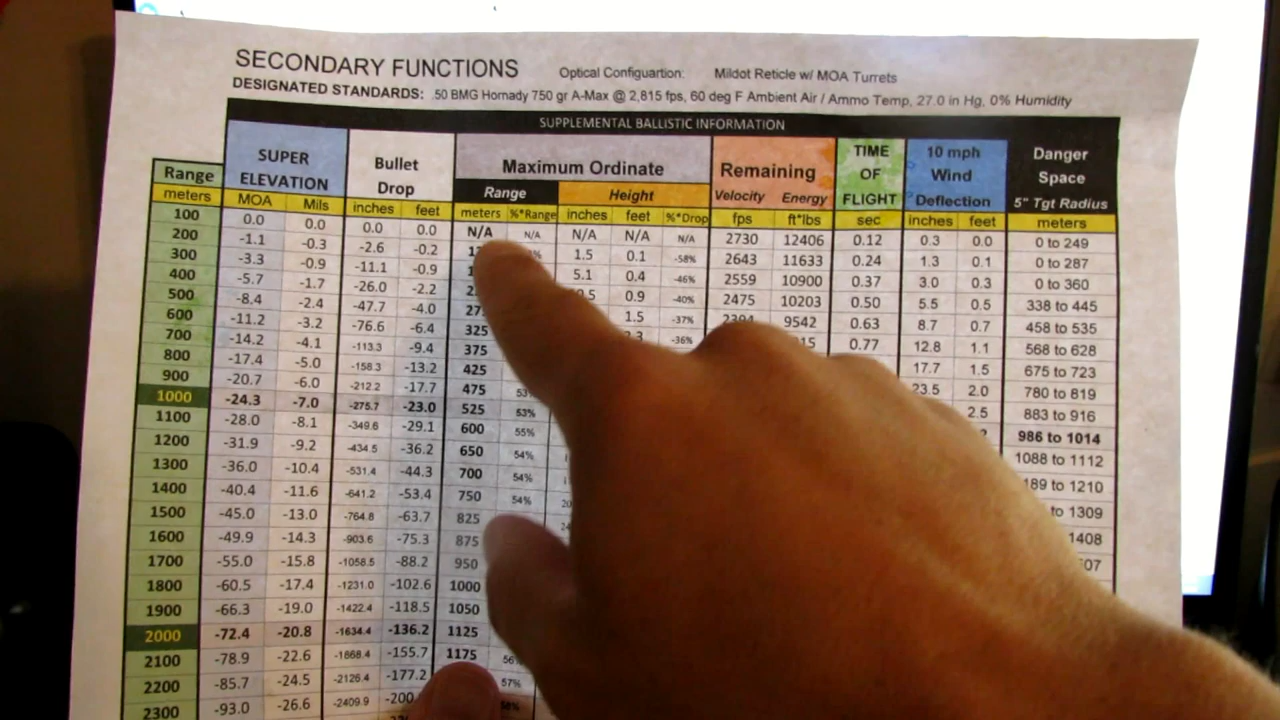 SECONDARY FUNCTIONS Optical Configuartion: Mildot Reticle w/ MOA Turrets
DESIGNATED STANDARDS: .50 BMG Hornady 750 gr A-Max @ 2,815 fps, 60 deg F Ambient Air / Ammo Temp, 27.0 in Hg, 0% Humidity
SUPPLEMENTAL BALLISTIC INFORMATION
Range SUPER ELEVATION Bullet Drop Maximum Ordinate Remaining TIME OF FLIGHT 10 mph Wind Deflection Danger Space
Range Height Velocity Energy 5" Tgt Radius
meters MOA Mils inches feet meters %*Range inches feet %*Drop fps ft*lbs sec inches feet meters
100 0.0 0.0 0.0 0.0 N/A N/A N/A N/A N/A 2730 12406 0.12 0.3 0.0 0 to 249
200 -1.1 -0.3 -2.6 -0.2 1.5 0.1 -58% 2643 11633 0.24 1.3 0.1 0 to 287
300 -3.3 -0.9 -11.1 -0.9 5.1 0.4 -46% 2559 10900 0.37 3.0 0.3 0 to 360
400 -5.7 -1.7 -26.0 -2.2 0.9 -40% 2475 10203 0.50 5.5 0.5 338 to 445
500 -8.4 -2.4 -47.7 -4.0 1.5 -37% 2394 9542 0.63 8.7 0.7 458 to 535
600 -11.2 -3.2 -76.6 -6.4 325 -36% 0.77 12.8 1.1 568 to 628
700 -14.2 -4.1 -113.3 -9.4 375 17.7 1.5 675 to 723
800 -17.4 -5.0 -158.3 -13.2 425 23.5 2.0 780 to 819
900 -20.7 -6.0 -212.2 -17.7 475 53% 2.5 883 to 916
1000 -24.3 -7.0 -275.7 -23.0 525 53% 986 to 1014
1100 -28.0 -8.1 -349.6 -29.1 600 55% 1088 to 1112
1200 -31.9 -9.2 -434.5 -36.2 650 54% to 1210
1300 -36.0 -10.4 -531.4 -44.3 700 54% to 1309
1400 -40.4 -11.6 -641.2 -53.4 750 54% 1408
1500 -45.0 -13.0 -764.8 -63.7 825
1600 -49.9 -14.3 -903.6 -75.3 875
1700 -55.0 -15.8 -1058.5 -88.2 950
1800 -60.5 -17.4 -1231.0 -102.6 1000
1900 -66.3 -19.0 -1422.4 -118.5 1050
2000 -72.4 -20.8 -1634.4 -136.2 1125
2100 -78.9 -22.6 -1868.4 -155.7 1175
2200 -85.7 -24.5 -2126.4 -177.2 57%
2300 -93.0 -26.6 -2409.9